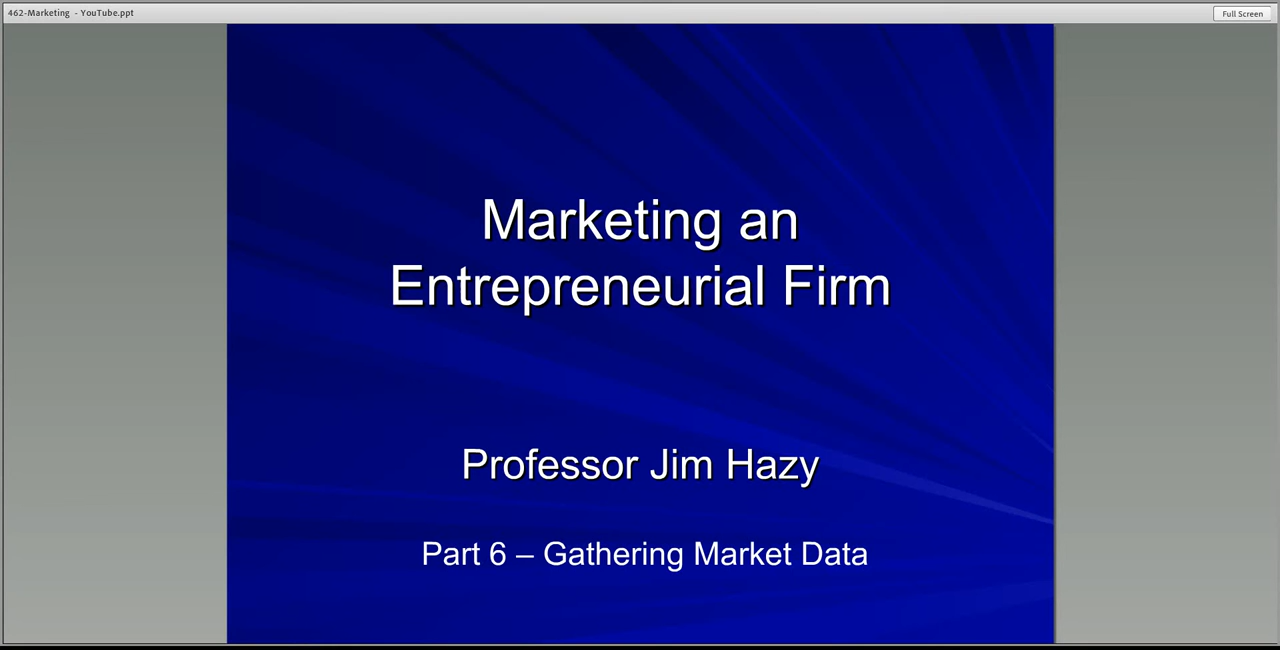 462-Marketing - YouTube.ppt
Full Screen
Marketing an
Entrepreneurial Firm
Professor Jim Hazy
Part 6 – Gathering Market Data